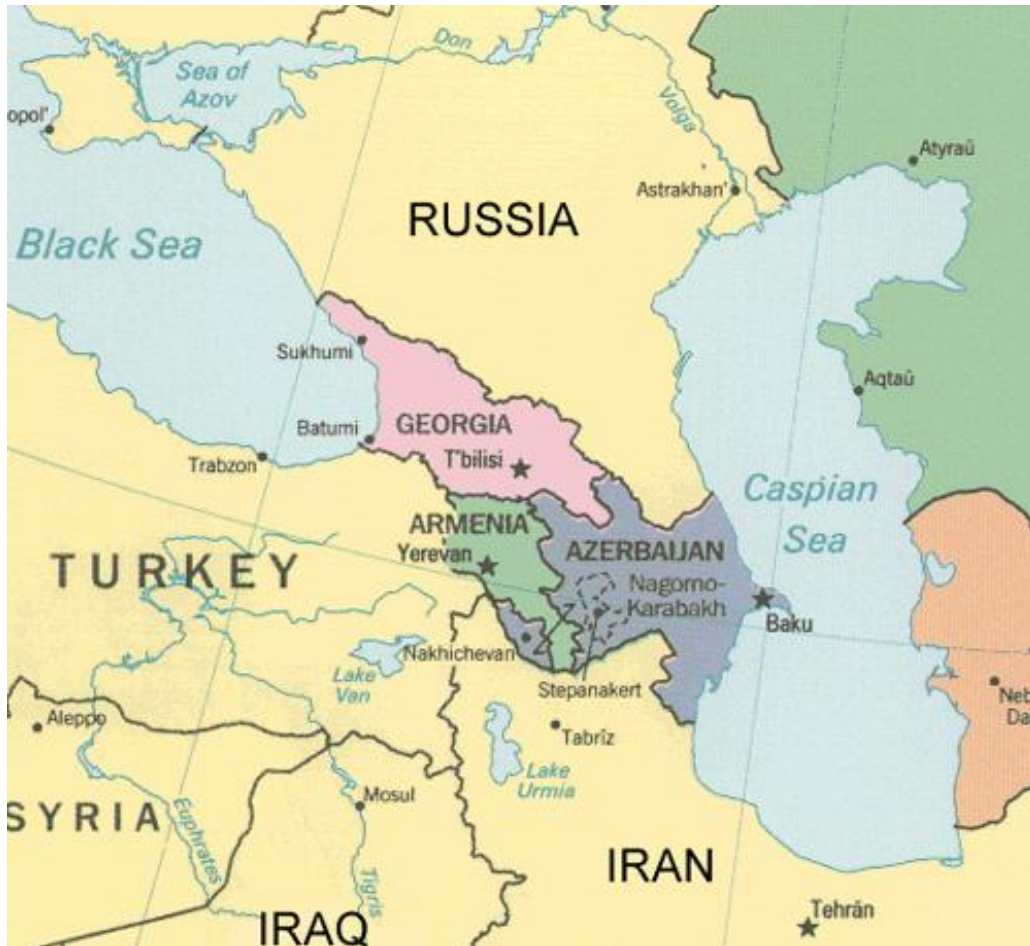 Don
Sea of
Azov
opol'
Volga
Atyraū
Astrakhan'
RUSSIA
Black Sea
Sukhumi
Aqtaū
GEORGIA
Batumi
T'bilisi
Trabzon
Caspian
Sea
ARMENIA
Yerevan
AZERBAIJAN
TURKEY
Nagorno-
Karabakh
Baku
Nakhichevan
Lake
Van
Stepanakert
Neb
Da
Aleppo
Tabrīz
Lake
Urmia
Mosul
SYRIA
Euphrates
Tigris
IRAN
IRAQ
Tehrān